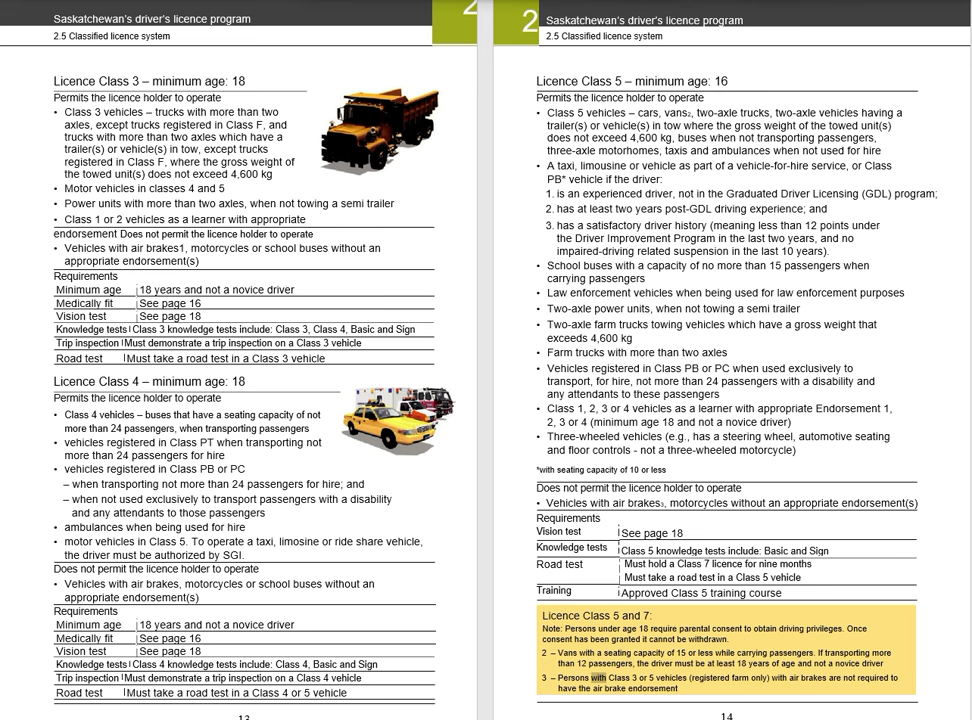 Saskatchewan's driver's licence program
2.5 Classified licence system
2
Licence Class 3 – minimum age: 18
Permits the licence holder to operate
• Class 3 vehicles – trucks with more than two
axles, except trucks registered in Class F, and
trucks with more than two axles which have a
trailer(s) or vehicle(s) in tow, except trucks
registered in Class F, where the gross weight of
the towed unit(s) does not exceed 4,600 kg
• Motor vehicles in classes 4 and 5
• Power units with more than two axles, when not towing a semi trailer
• Class 1 or 2 vehicles as a learner with appropriate
endorsement Does not permit the licence holder to operate
• Vehicles with air brakes1, motorcycles or school buses without an
appropriate endorsement(s)
Requirements
Minimum age 18 years and not a novice driver
Medically fit See page 16
Vision test See page 18
Knowledge tests Class 3 knowledge tests include: Class 3, Class 4, Basic and Sign
Trip inspection Must demonstrate a trip inspection on a Class 3 vehicle
Road test Must take a road test in a Class 3 vehicle
Licence Class 4 – minimum age: 18
Permits the licence holder to operate
• Class 4 vehicles – buses that have a seating capacity of not
more than 24 passengers, when transporting passengers
• vehicles registered in Class PT when transporting not
more than 24 passengers for hire
• vehicles registered in Class PB or PC
– when transporting not more than 24 passengers for hire; and
– when not used exclusively to transport passengers with a disability
and any attendants to those passengers
• ambulances when being used for hire
• motor vehicles in Class 5. To operate a taxi, limosine or ride share vehicle,
the driver must be authorized by SGI.
Does not permit the licence holder to operate
• Vehicles with air brakes, motorcycles or school buses without an
appropriate endorsement(s)
Requirements
Minimum age 18 years and not a novice driver
Medically fit See page 16
Vision test See page 18
Knowledge tests Class 4 knowledge tests include: Class 4, Basic and Sign
Trip inspection Must demonstrate a trip inspection on a Class 4 vehicle
Road test Must take a road test in a Class 4 or 5 vehicle
13
2
Saskatchewan's driver's licence program
2.5 Classified licence system
Licence Class 5 – minimum age: 16
Permits the licence holder to operate
• Class 5 vehicles – cars, vans2, two-axle trucks, two-axle vehicles having a
trailer(s) or vehicle(s) in tow where the gross weight of the towed unit(s)
does not exceed 4,600 kg, buses when not transporting passengers,
three-axle motorhomes, taxis and ambulances when not used for hire
• A taxi, limousine or vehicle as part of a vehicle-for-hire service, or Class
PB* vehicle if the driver:
1. is an experienced driver, not in the Graduated Driver Licensing (GDL) program;
2. has at least two years post-GDL driving experience; and
3. has a satisfactory driver history (meaning less than 12 points under
the Driver Improvement Program in the last two years, and no
impaired-driving related suspension in the last 10 years).
• School buses with a capacity of no more than 15 passengers when
carrying passengers
• Law enforcement vehicles when being used for law enforcement purposes
• Two-axle power units, when not towing a semi trailer
• Two-axle farm trucks towing vehicles which have a gross weight that
exceeds 4,600 kg
• Farm trucks with more than two axles
• Vehicles registered in Class PB or PC when used exclusively to
transport, for hire, not more than 24 passengers with a disability and
any attendants to these passengers
• Class 1, 2, 3 or 4 vehicles as a learner with appropriate Endorsement 1,
2, 3 or 4 (minimum age 18 and not a novice driver)
• Three-wheeled vehicles (e.g., has a steering wheel, automotive seating
and floor controls - not a three-wheeled motorcycle)
*with seating capacity of 10 or less
Does not permit the licence holder to operate
• Vehicles with air brakes3, motorcycles without an appropriate endorsement(s)
Requirements
Vision test See page 18
Knowledge tests Class 5 knowledge tests include: Basic and Sign
Road test Must hold a Class 7 licence for nine months
Must take a road test in a Class 5 vehicle
Training Approved Class 5 training course
Licence Class 5 and 7:
Note: Persons under age 18 require parental consent to obtain driving privileges. Once
consent has been granted it cannot be withdrawn.
2 – Vans with a seating capacity of 15 or less while carrying passengers. If transporting more
than 12 passengers, the driver must be at least 18 years of age and not a novice driver
3 – Persons with Class 3 or 5 vehicles (registered farm only) with air brakes are not required to
have the air brake endorsement
14